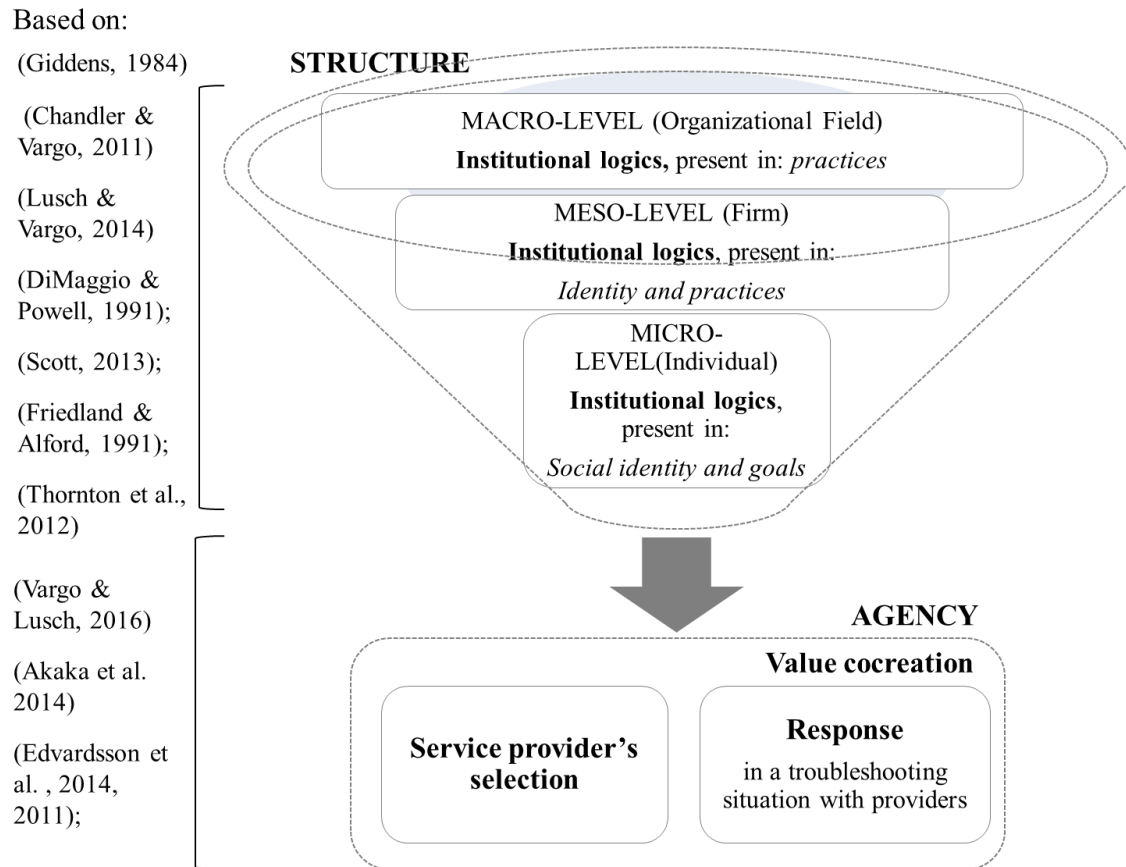 Based on:
(Giddens, 1984)
(Chandler &
Vargo, 2011)
(Lusch &
Vargo, 2014)
(DiMaggio &
Powell, 1991);
(Scott, 2013);
(Friedland &
Alford, 1991);
(Thornton et al.,
2012)
(Vargo &
Lusch, 2016)
(Akaka et al.
2014)
(Edvardsson et
al. , 2014,
2011);
STRUCTURE
MACRO-LEVEL (Organizational Field)
Institutional logics, present in: practices
MESO-LEVEL (Firm)
Institutional logics, present in:
Identity and practices
MICRO-
LEVEL(Individual)
Institutional logics,
present in:
Social identity and goals
AGENCY
Value cocreation
Service provider’s
selection
Response
in a troubleshooting
situation with providers